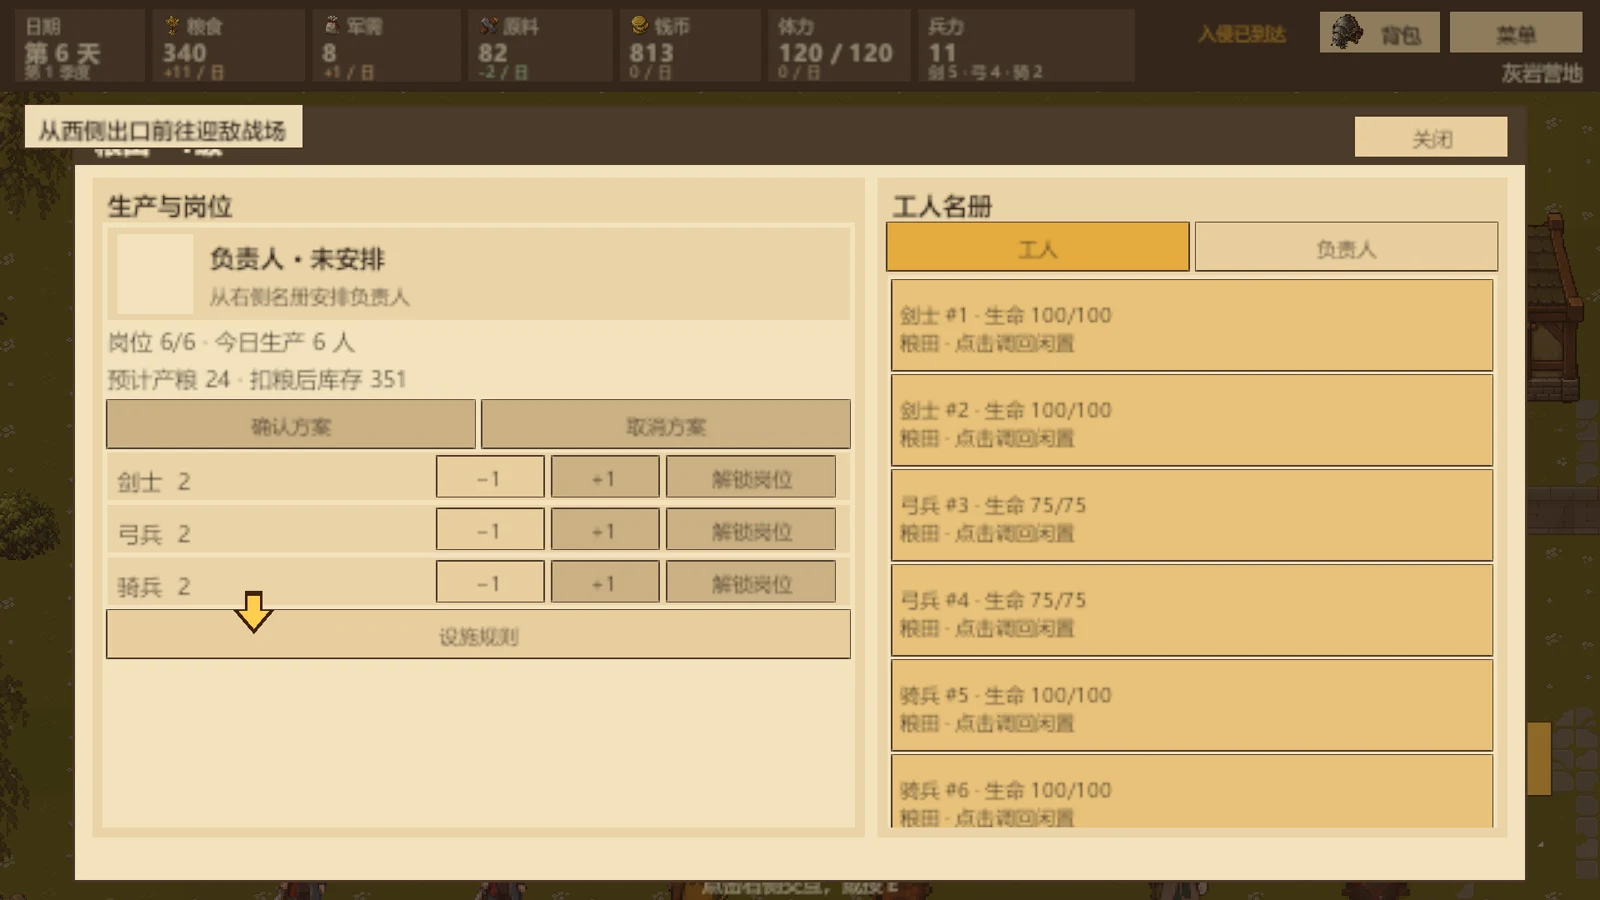 日期
第 6 天
第 1 季度
粮食
340
+11 / 日
军需
8
+1 / 日
原料
82
-2 / 日
钱币
813
0 / 日
体力
120 / 120
0 / 日
兵力
11
剑 5 · 弓 4 · 骑 2
入侵已到达
背包
菜单
灰岩营地
从西侧出口前往迎敌战场
关闭
生产与岗位
负责人・未安排
从右侧名册安排负责人
岗位 6/6 · 今日生产 6 人
预计产粮 24 · 扣粮后库存 351
确认方案
取消方案
剑士 2
-1
+1
解锁岗位
弓兵 2
-1
+1
解锁岗位
骑兵 2
-1
+1
解锁岗位
设施规则
工人名册
工人
负责人
剑士 #1 · 生命 100/100
粮田 · 点击调回闲置
剑士 #2 · 生命 100/100
粮田 · 点击调回闲置
弓兵 #3 · 生命 75/75
粮田 · 点击调回闲置
弓兵 #4 · 生命 75/75
粮田 · 点击调回闲置
骑兵 #5 · 生命 100/100
粮田 · 点击调回闲置
骑兵 #6 · 生命 100/100
粮田 · 点击调回闲置